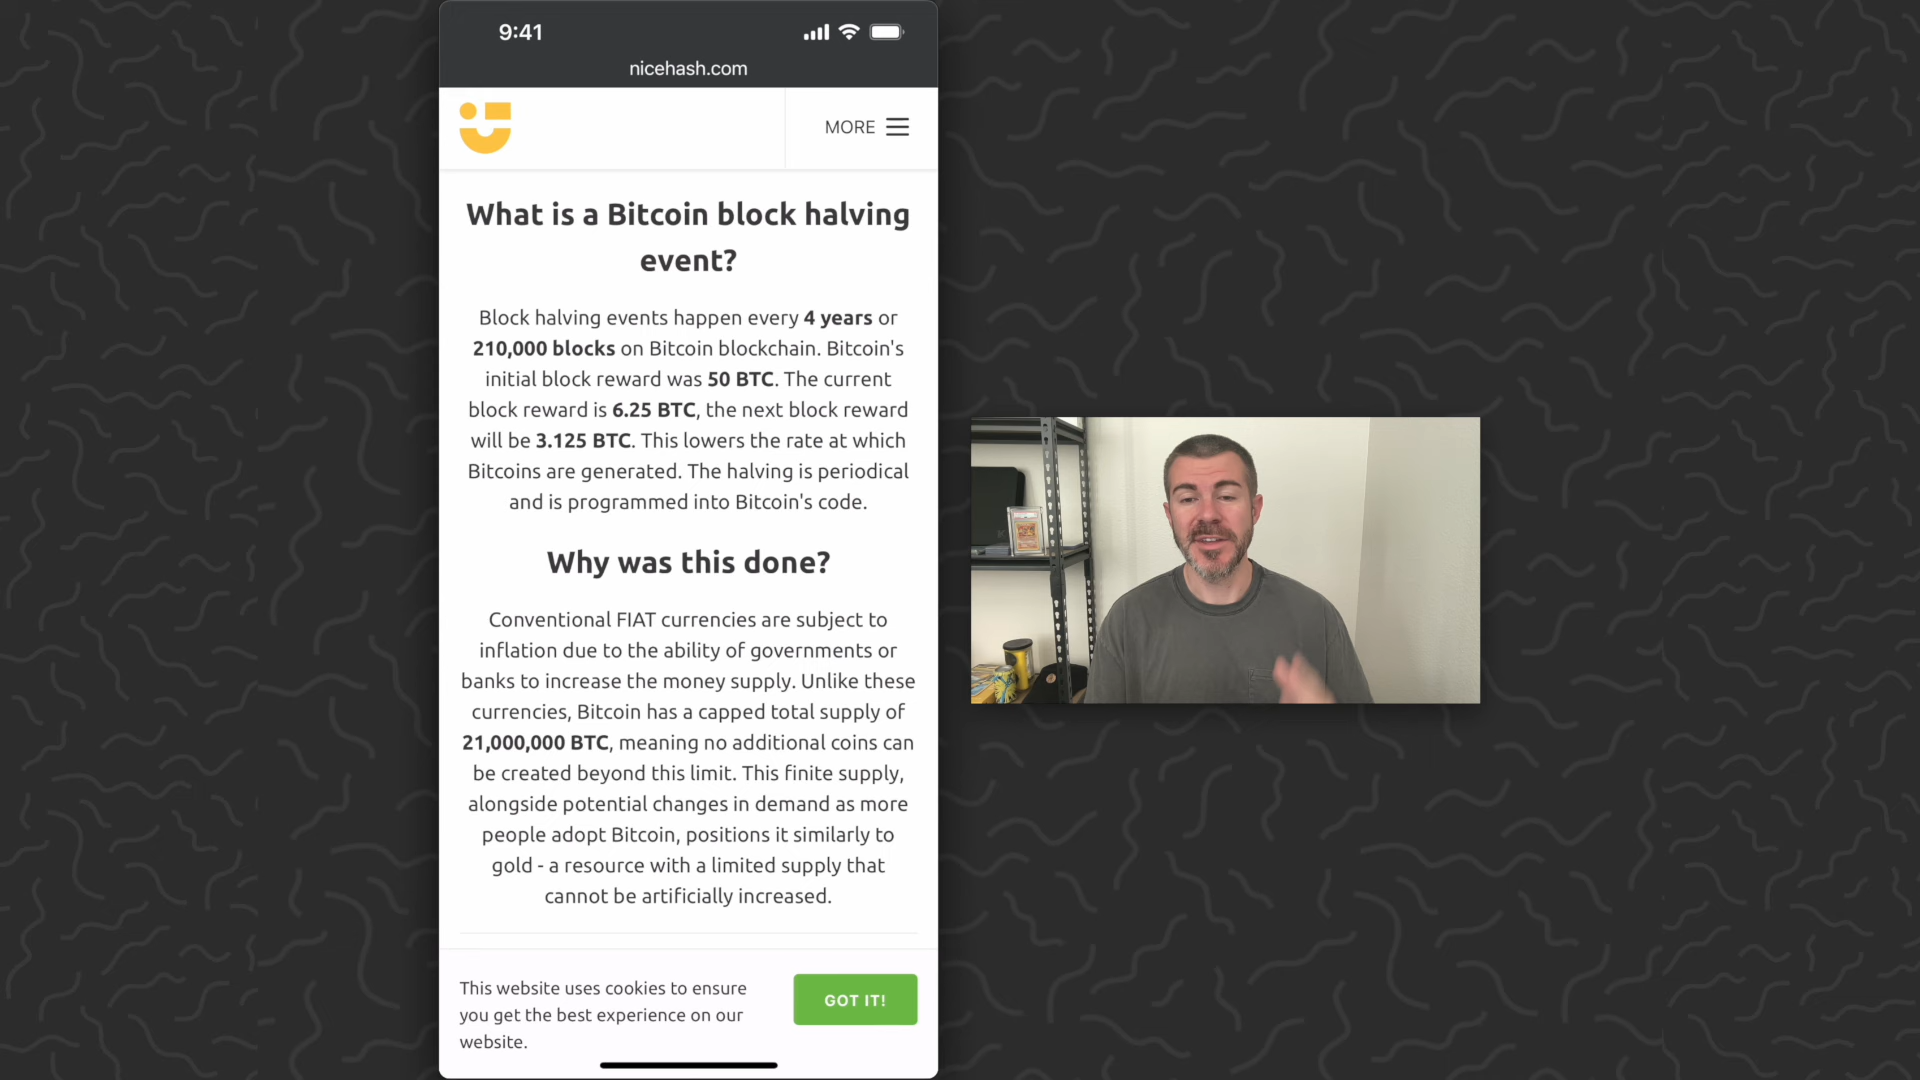 9:41
nicehash.com
MORE
What is a Bitcoin block halving
event?
Block halving events happen every 4 years or
210,000 blocks on Bitcoin blockchain. Bitcoin's
initial block reward was 50 BTC. The current
block reward is 6.25 BTC, the next block reward
will be 3.125 BTC. This lowers the rate at which
Bitcoins are generated. The halving is periodical
and is programmed into Bitcoin's code.
Why was this done?
Conventional FIAT currencies are subject to
inflation due to the ability of governments or
banks to increase the money supply. Unlike these
currencies, Bitcoin has a capped total supply of
21,000,000 BTC, meaning no additional coins can
be created beyond this limit. This finite supply,
alongside potential changes in demand as more
people adopt Bitcoin, positions it similarly to
gold - a resource with a limited supply that
cannot be artificially increased.
This website uses cookies to ensure
you get the best experience on our
website.
GOT IT!